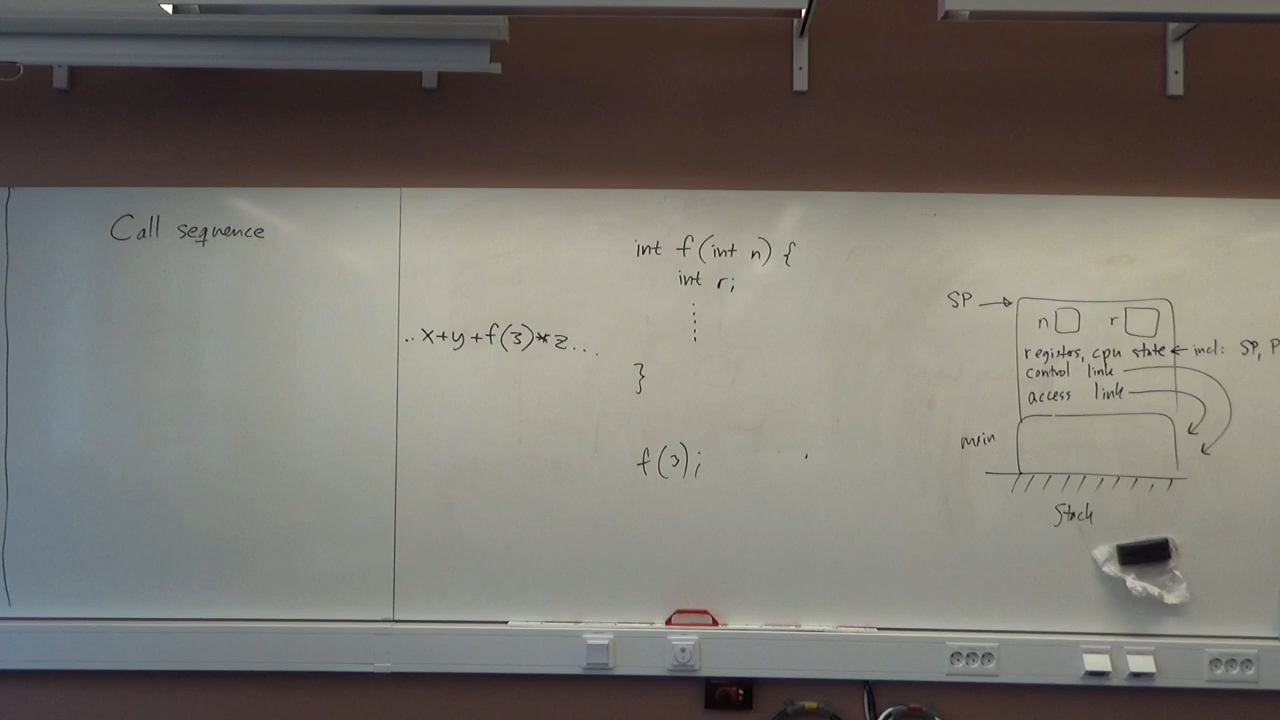 Call sequence
int f(int n) {
int r;
⋮
..x+y+f(3)*z...
}
f(3);
SP →
n r
registers, cpu state ← incl: SP, P
control link
access link
main
Stack